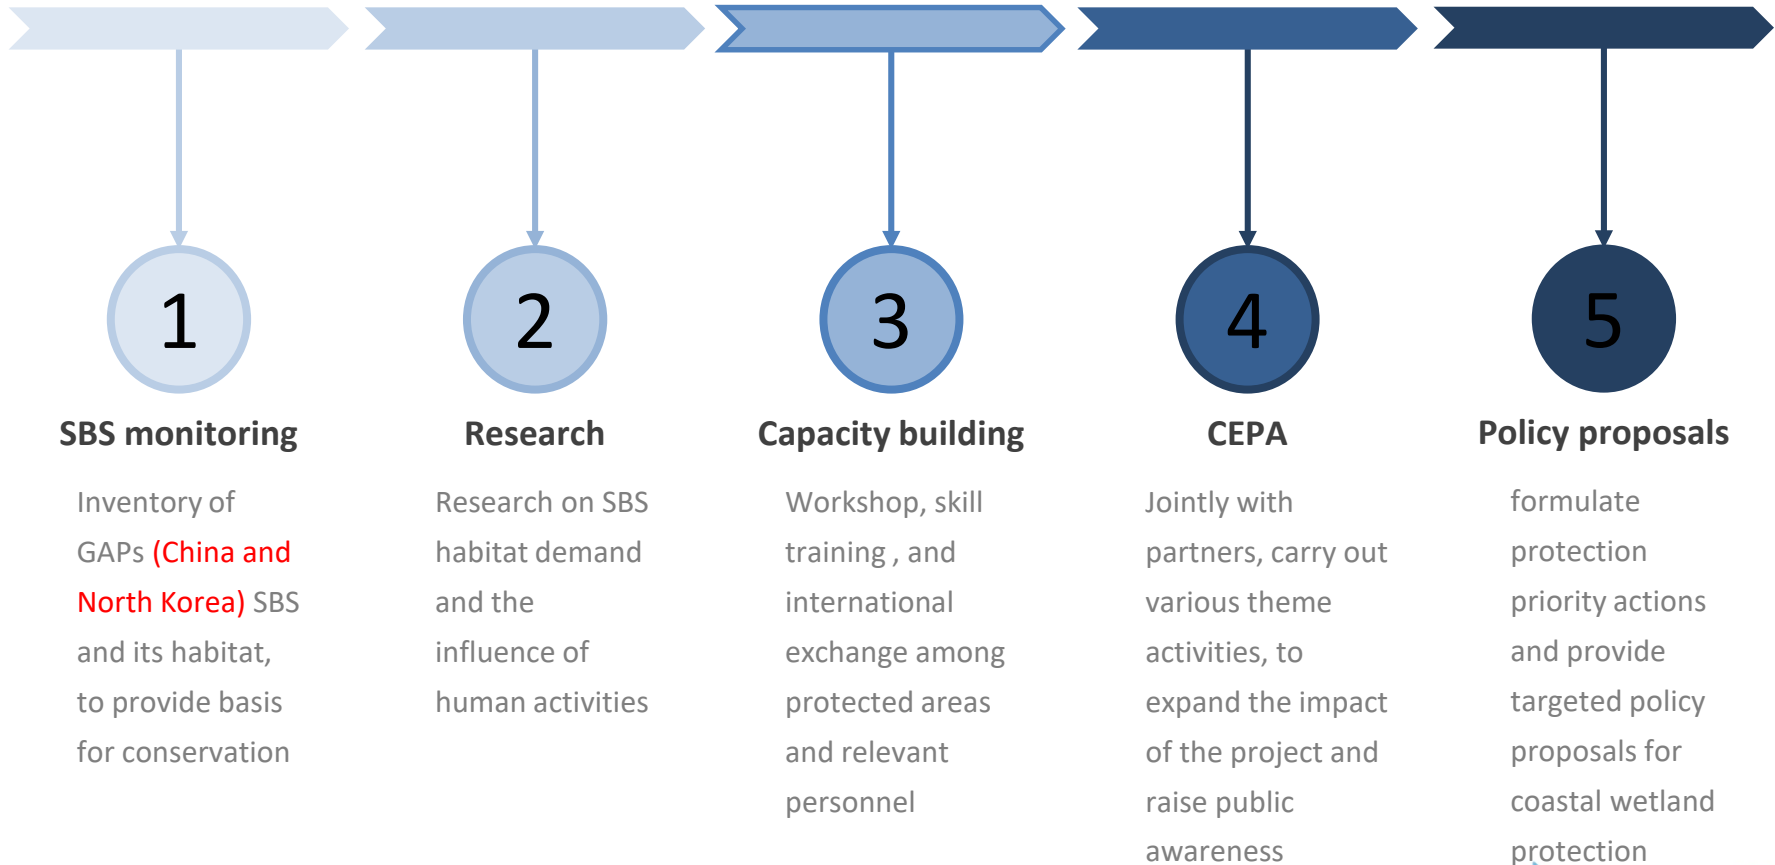 1
SBS monitoring
Inventory of
GAPs (China and
North Korea) SBS
and its habitat,
to provide basis
for conservation
2
Research
Research on SBS
habitat demand
and the
influence of
human activities
3
Capacity building
Workshop, skill
training , and
international
exchange among
protected areas
and relevant
personnel
4
CEPA
Jointly with
partners, carry out
various theme
activities, to
expand the impact
of the project and
raise public
awareness
5
Policy proposals
formulate
protection
priority actions
and provide
targeted policy
proposals for
coastal wetland
protection